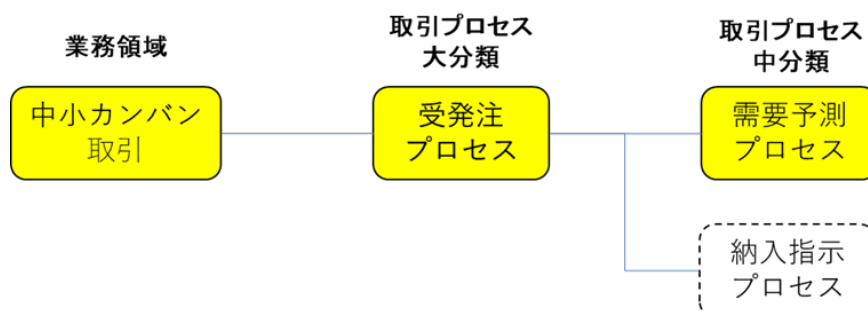 業務領域
取引プロセス
大分類
取引プロセス
中分類
中小カンバン
取引
受発注
プロセス
需要予測
プロセス
納入指示
プロセス